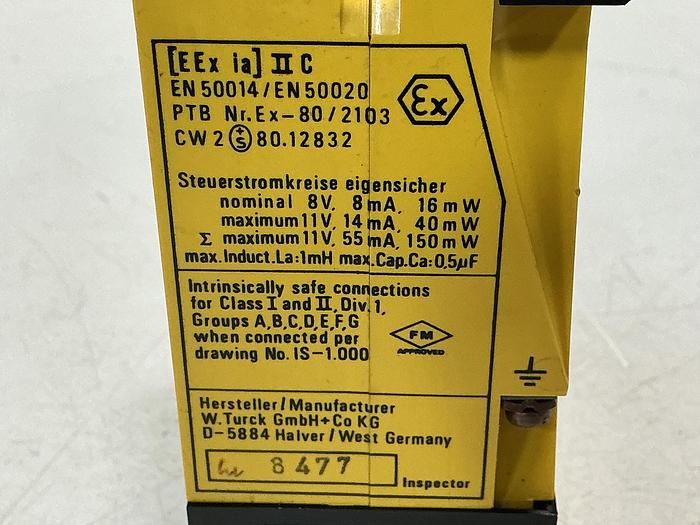 [EEx ia] II C
EN 50014/EN 50020
PTB Nr. Ex-80/2103
CW 2 +S 80.12832
Ex
Steuerstromkreise eigensicher
nominal 8V, 8mA, 16mW
maximum 11V, 14mA, 40mW
Σ maximum 11V, 55mA, 150mW
max.Induct.La:1mH max.Cap.Ca:0,5µF
Intrinsically safe connections
for Class I and II, Div.1,
Groups A,B,C,D,E,F,G
when connected per
drawing No. IS-1.000
FM
APPROVED
Hersteller/Manufacturer
W.Turck GmbH+Co KG
D-5884 Halver/West Germany
8477
Inspector